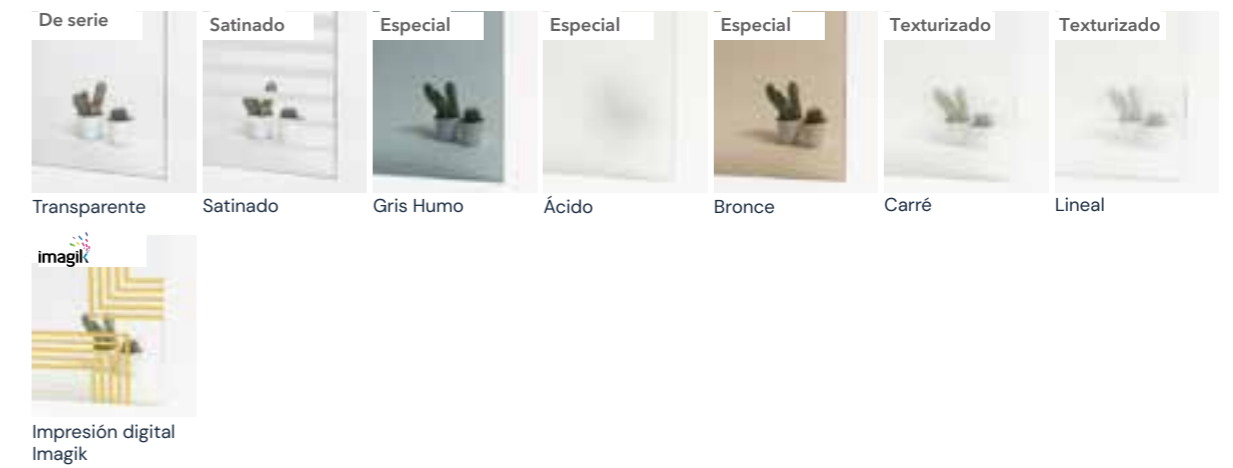 De serie
Satinado
Especial
Especial
Especial
Texturizado
Texturizado
Transparente
Satinado
Gris Humo
Ácido
Bronce
Carré
Lineal
imagik
Impresión digital
Imagik